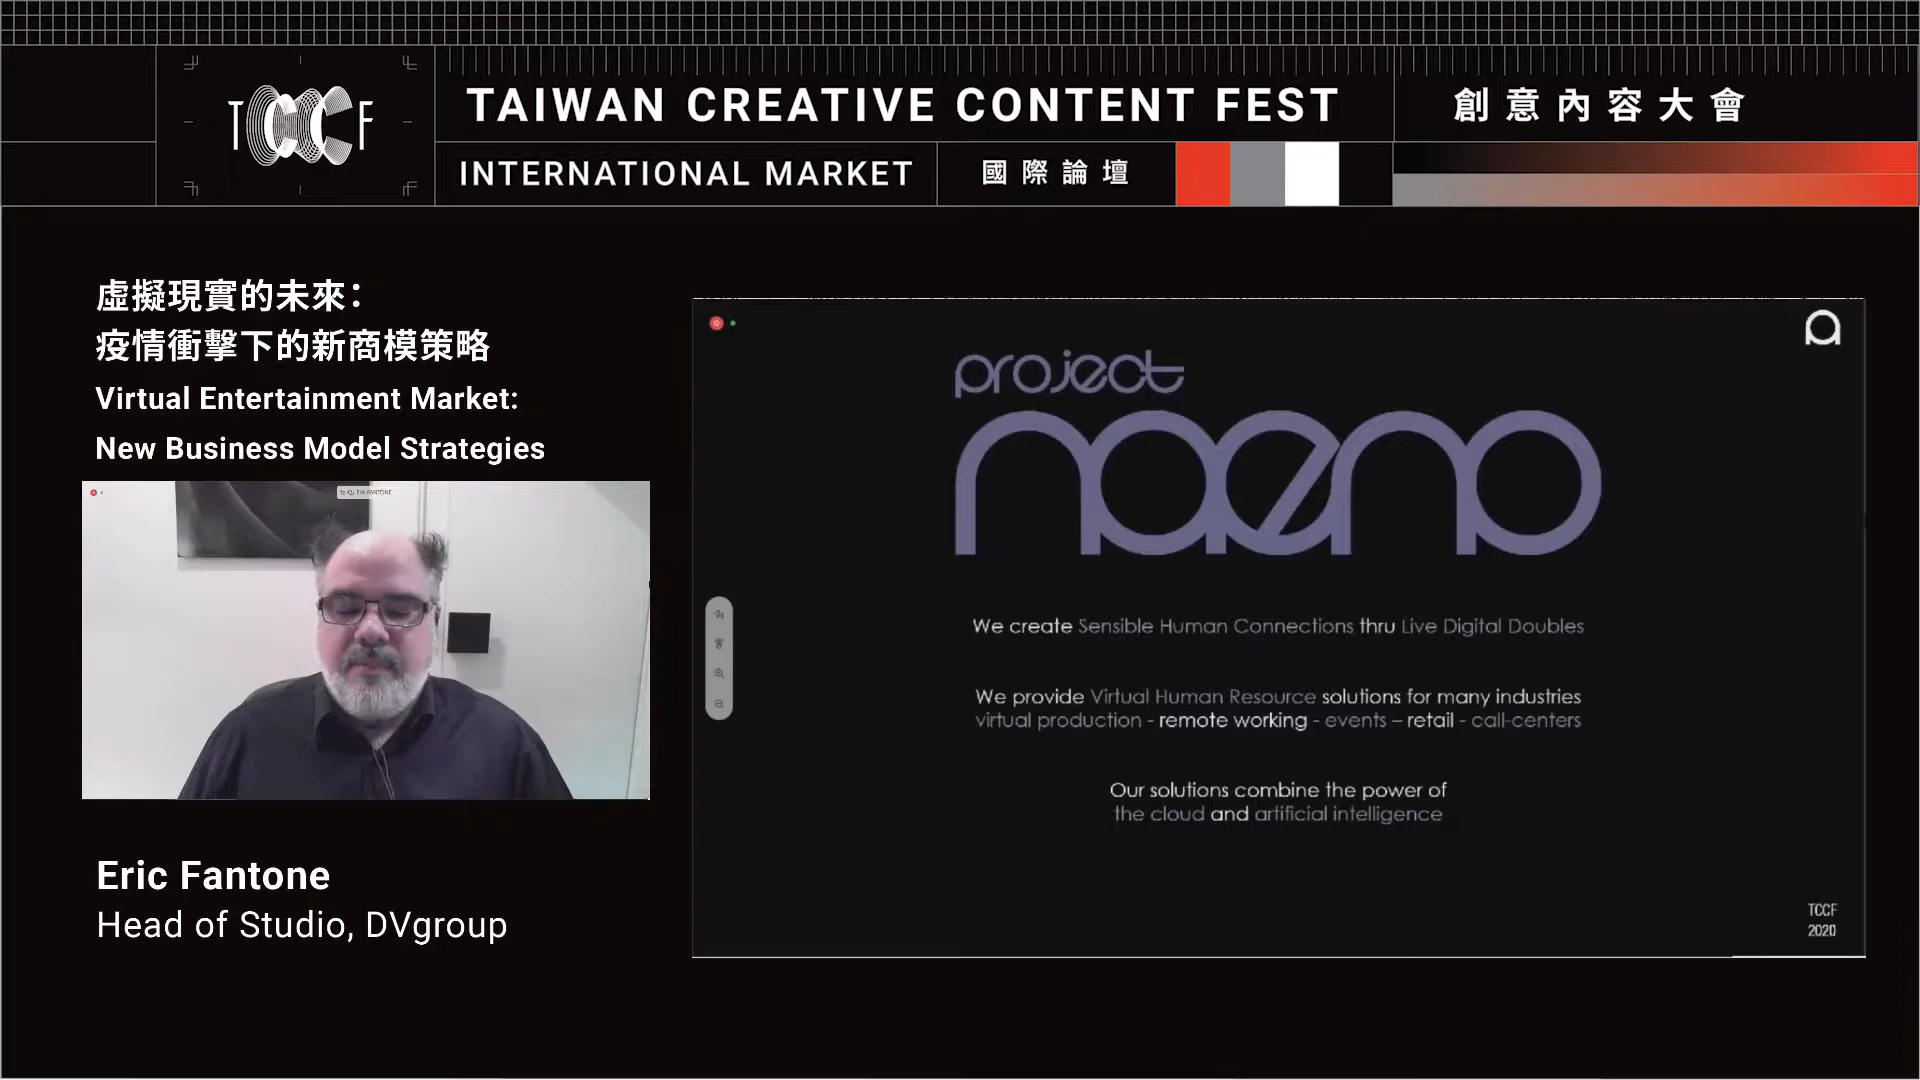 TCCF
TAIWAN CREATIVE CONTENT FEST
創意內容大會
INTERNATIONAL MARKET
國際論壇
虛擬現實的未來：
疫情衝擊下的新商模策略
Virtual Entertainment Market:
New Business Model Strategies
Eric FANTONE
Eric Fantone
Head of Studio, DVgroup
project
naena
We create Sensible Human Connections thru Live Digital Doubles
We provide Virtual Human Resource solutions for many industries
virtual production - remote working - events – retail - call-centers
Our solutions combine the power of
the cloud and artificial intelligence
TCCF
2020